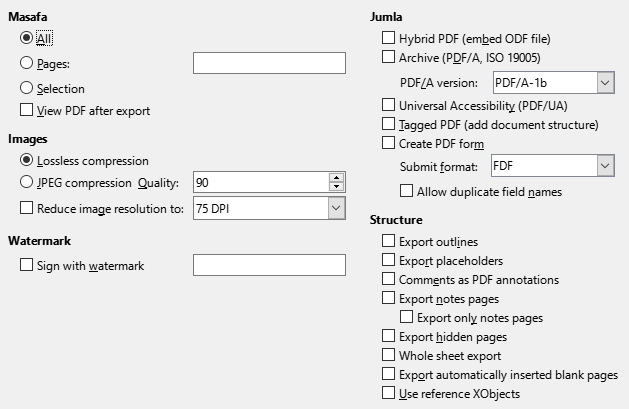 Masafa
All
Pages:
Selection
View PDF after export
Images
Lossless compression
JPEG compression Quality: 90
Reduce image resolution to: 75 DPI
Watermark
Sign with watermark
Jumla
Hybrid PDF (embed ODF file)
Archive (PDF/A, ISO 19005)
PDF/A version: PDF/A-1b
Universal Accessibility (PDF/UA)
Tagged PDF (add document structure)
Create PDF form
Submit format: FDF
Allow duplicate field names
Structure
Export outlines
Export placeholders
Comments as PDF annotations
Export notes pages
Export only notes pages
Export hidden pages
Whole sheet export
Export automatically inserted blank pages
Use reference XObjects